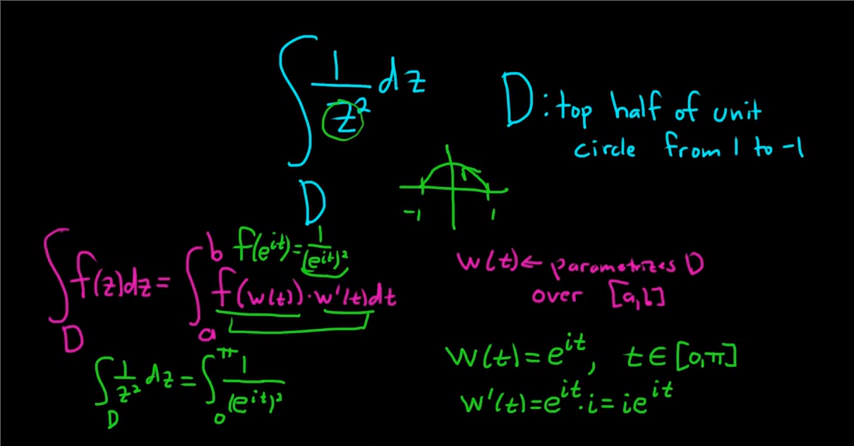 ∫_D 1/z² dz
D: top half of unit
circle from 1 to -1
-1 1
f(e^{it}) = 1/(e^{it})²
∫_D f(z)dz = ∫_a^b f(w(t))·w'(t)dt
w(t) ← parametrizes D
over [a,b]
∫_D 1/z² dz = ∫_0^π 1/(e^{it})²
w(t) = e^{it}, t ∈ [0,π]
w'(t) = e^{it}·i = ie^{it}